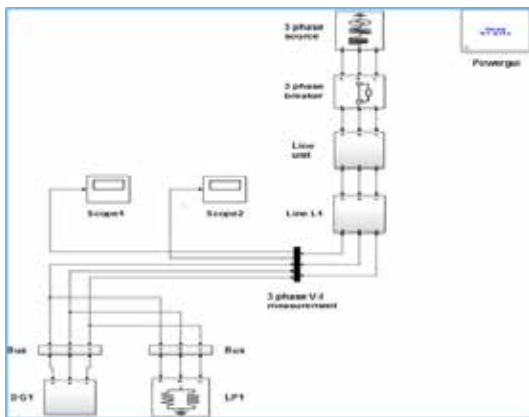 3 phase
source
Powergui
3 phase
breaker
Line
unit
Scope1
Scope2
Line L1
3 phase V-I
measurement
Bus
Bus
DG1
LP1